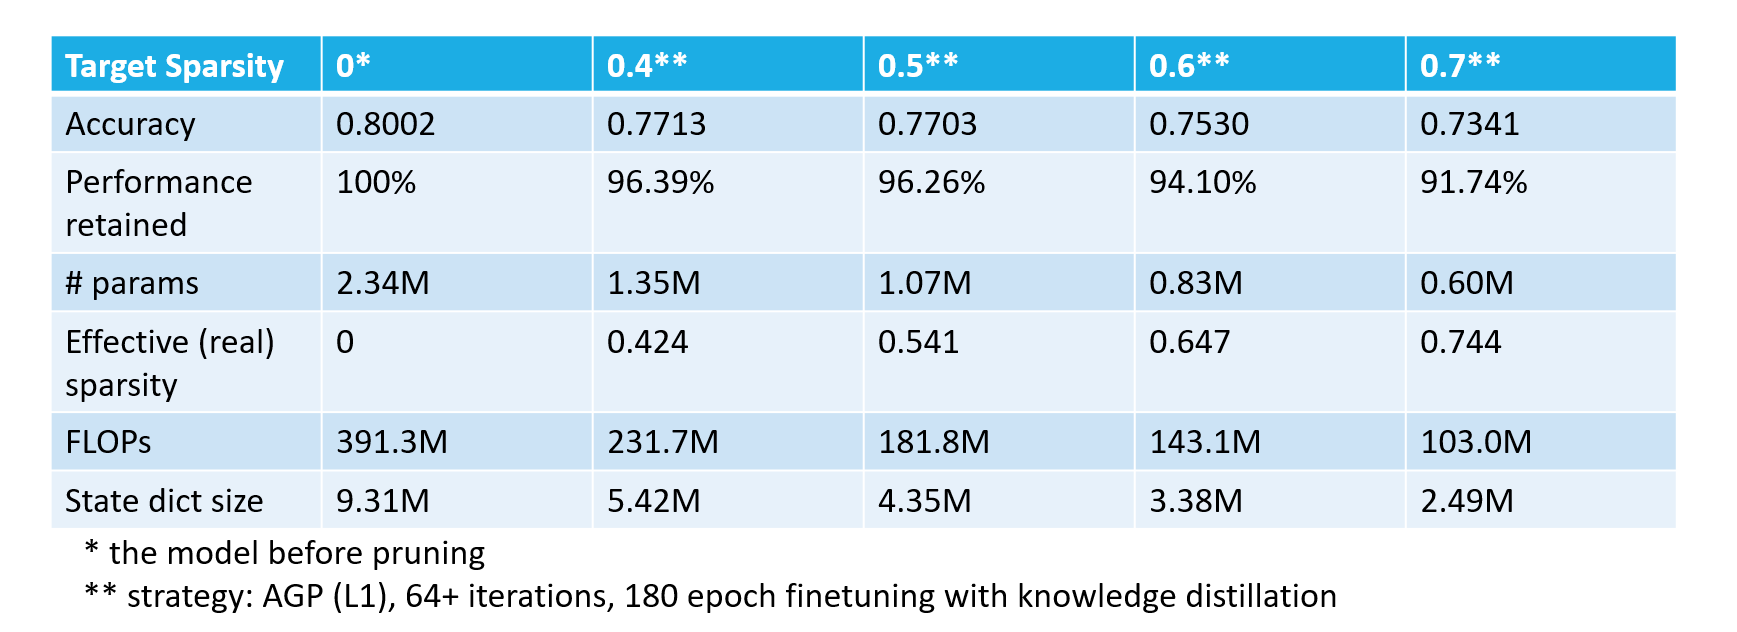 Target Sparsity 0* 0.4** 0.5** 0.6** 0.7**
Accuracy 0.8002 0.7713 0.7703 0.7530 0.7341
Performance retained 100% 96.39% 96.26% 94.10% 91.74%
# params 2.34M 1.35M 1.07M 0.83M 0.60M
Effective (real) sparsity 0 0.424 0.541 0.647 0.744
FLOPs 391.3M 231.7M 181.8M 143.1M 103.0M
State dict size 9.31M 5.42M 4.35M 3.38M 2.49M
* the model before pruning
** strategy: AGP (L1), 64+ iterations, 180 epoch finetuning with knowledge distillation